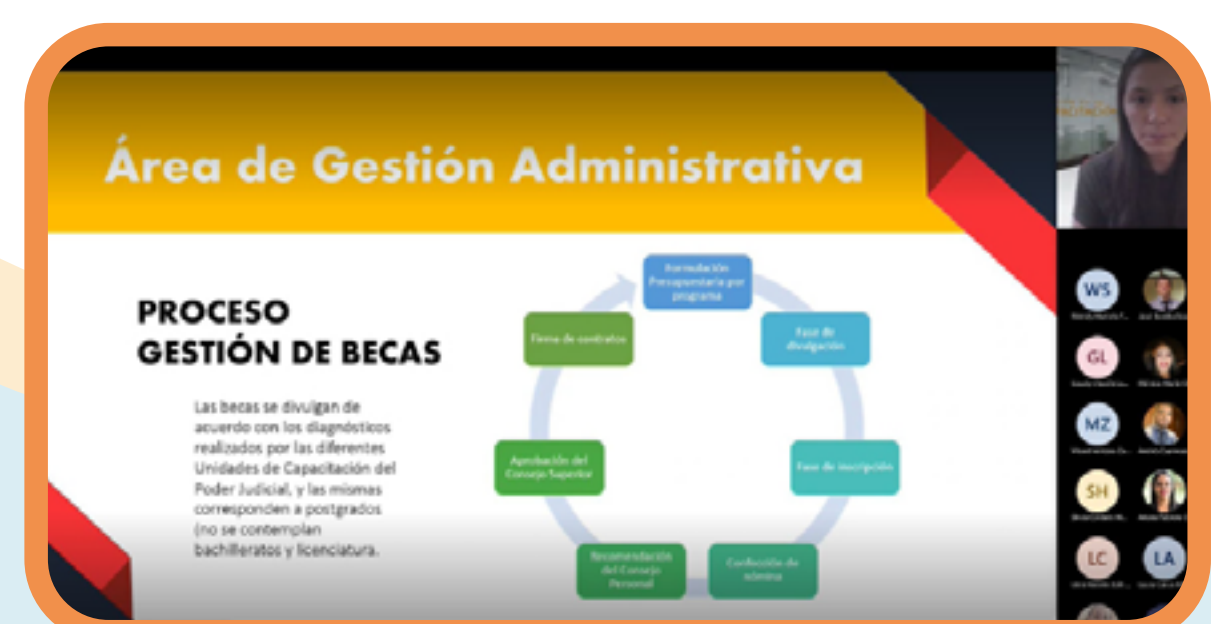 Área de Gestión Administrativa
PROCESO
GESTIÓN DE BECAS
Las becas se divulgan de
acuerdo con los diagnósticos
realizados por las diferentes
Unidades de Capacitación del
Poder Judicial, y las mismas
corresponden a postgrados
(no se contemplan
bachilleratos y licenciatura.
Formulación
Presupuestaria por
programa
Fase de
divulgación
Fase de inscripción
Confección de
nómina
Recomendación
del Consejo
Personal
Aprobación del
Consejo Superior
Firma de contratos
WS
GL
MZ
SH
LC
LA